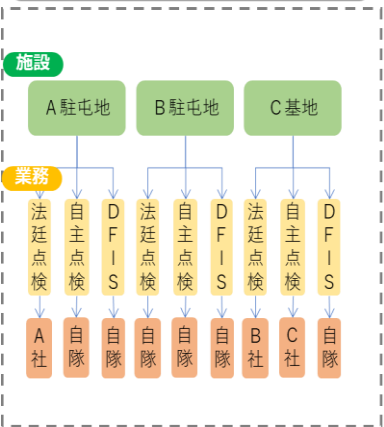 施設
A駐屯地
B駐屯地
C基地
業務
法廷点検
自主点検
DFIS
法廷点検
自主点検
DFIS
法廷点検
自主点検
DFIS
A社
自隊
自隊
自隊
自隊
自隊
B社
C社
自隊